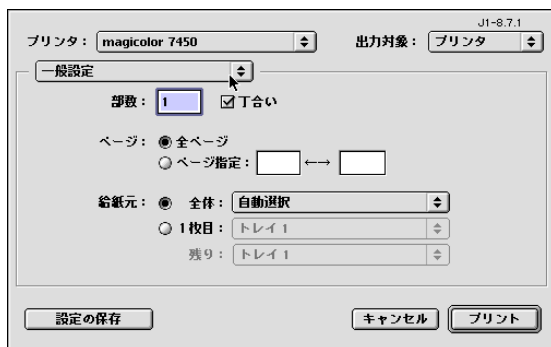 J1-8.7.1
プリンタ： magicolor 7450 出力対象： プリンタ
一般設定
部数： 1 丁合い
ページ： 全ページ
ページ指定： ←→
給紙元： 全体： 自動選択
1枚目： トレイ 1
残り： トレイ 1
設定の保存 キャンセル プリント